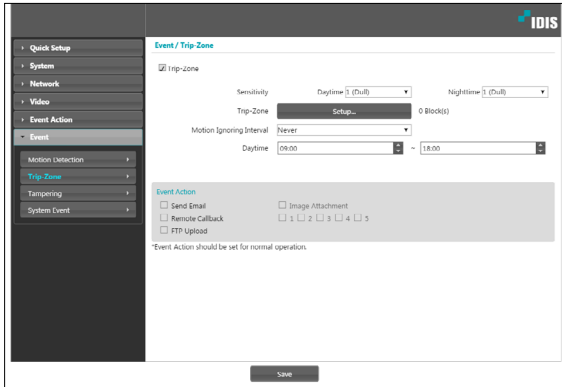 IDIS
Quick Setup
System
Network
Video
Event Action
Event
Motion Detection
Trip-Zone
Tampering
System Event
Event / Trip-Zone
Trip-Zone
Sensitivity Daytime 1 (Dull) Nighttime 1 (Dull)
Trip-Zone Setup... 0 Block(s)
Motion Ignoring Interval Never
Daytime 09:00 ~ 18:00
Event Action
Send Email Image Attachment
Remote Callback 1 2 3 4 5
FTP Upload
*Event Action should be set for normal operation.
Save